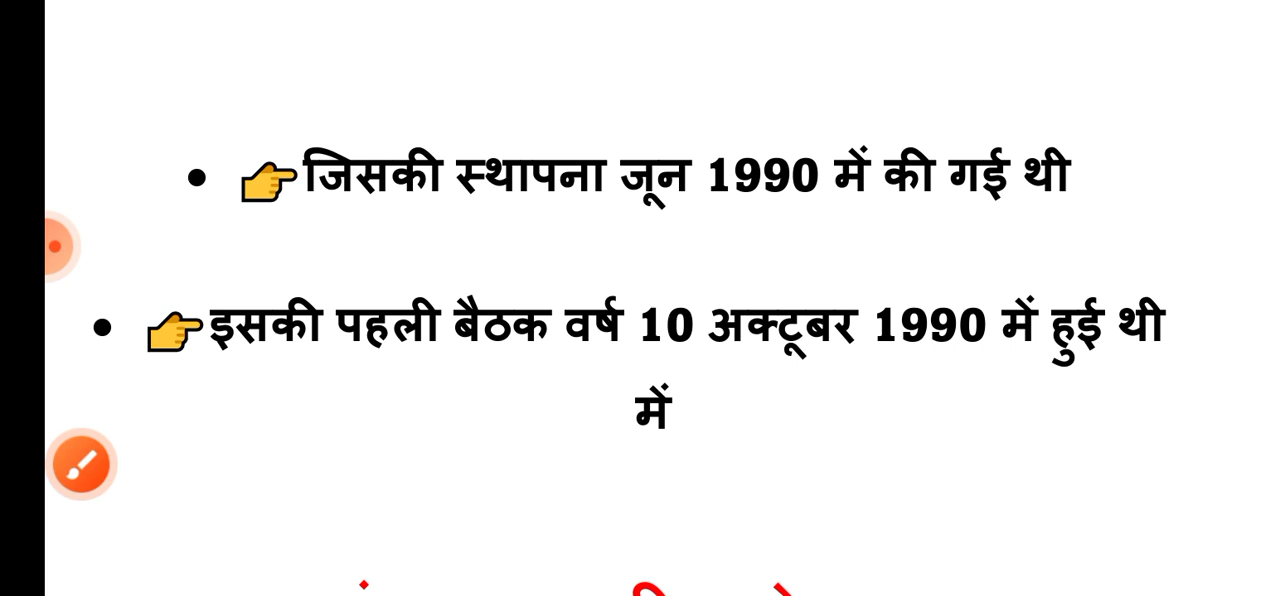 • 👉जिसकी स्थापना जून 1990 में की गई थी
• 👉इसकी पहली बैठक वर्ष 10 अक्टूबर 1990 में हुई थी
में